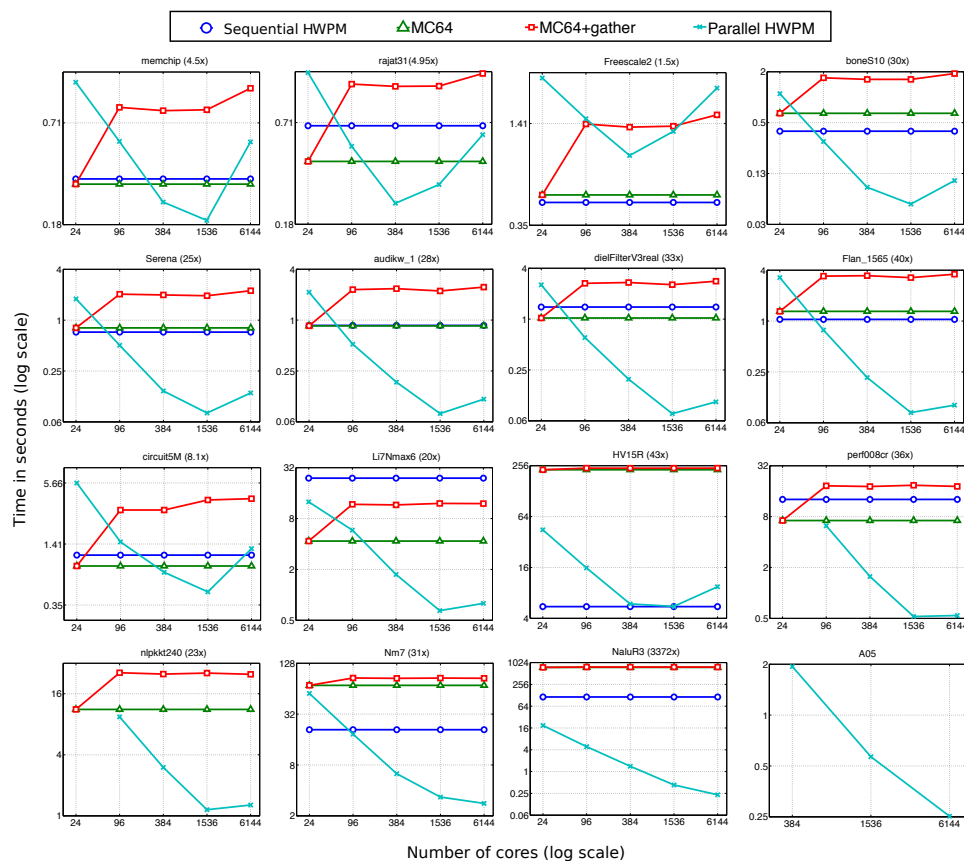 Sequential HWPM MC64 MC64+gather Parallel HWPM
memchip (4.5x)
0.71
0.18
24 96 384 1536 6144
rajat31(4.95x)
0.71
0.18
24 96 384 1536 6144
Freescale2 (1.5x)
1.41
0.35
24 96 384 1536 6144
boneS10 (30x)
2
0.5
0.13
0.03
24 96 384 1536 6144
Serena (25x)
4
1
0.25
0.06
24 96 384 1536 6144
audikw_1 (28x)
4
1
0.25
0.06
24 96 384 1536 6144
dielFilterV3real (33x)
4
1
0.25
0.06
24 96 384 1536 6144
Flan_1565 (40x)
4
1
0.25
0.06
24 96 384 1536 6144
Time in seconds (log scale)
circuit5M (8.1x)
5.66
1.41
0.35
24 96 384 1536 6144
Li7Nmax6 (20x)
32
8
2
0.5
24 96 384 1536 6144
HV15R (43x)
256
64
16
4
24 96 384 1536 6144
perf008cr (36x)
32
8
2
0.5
24 96 384 1536 6144
nlpkkt240 (23x)
16
4
1
24 96 384 1536 6144
Nm7 (31x)
128
32
8
2
24 96 384 1536 6144
NaluR3 (3372x)
1024
256
64
16
4
1
0.25
0.06
24 96 384 1536 6144
A05
2
1
0.5
0.25
384 1536 6144
Number of cores (log scale)